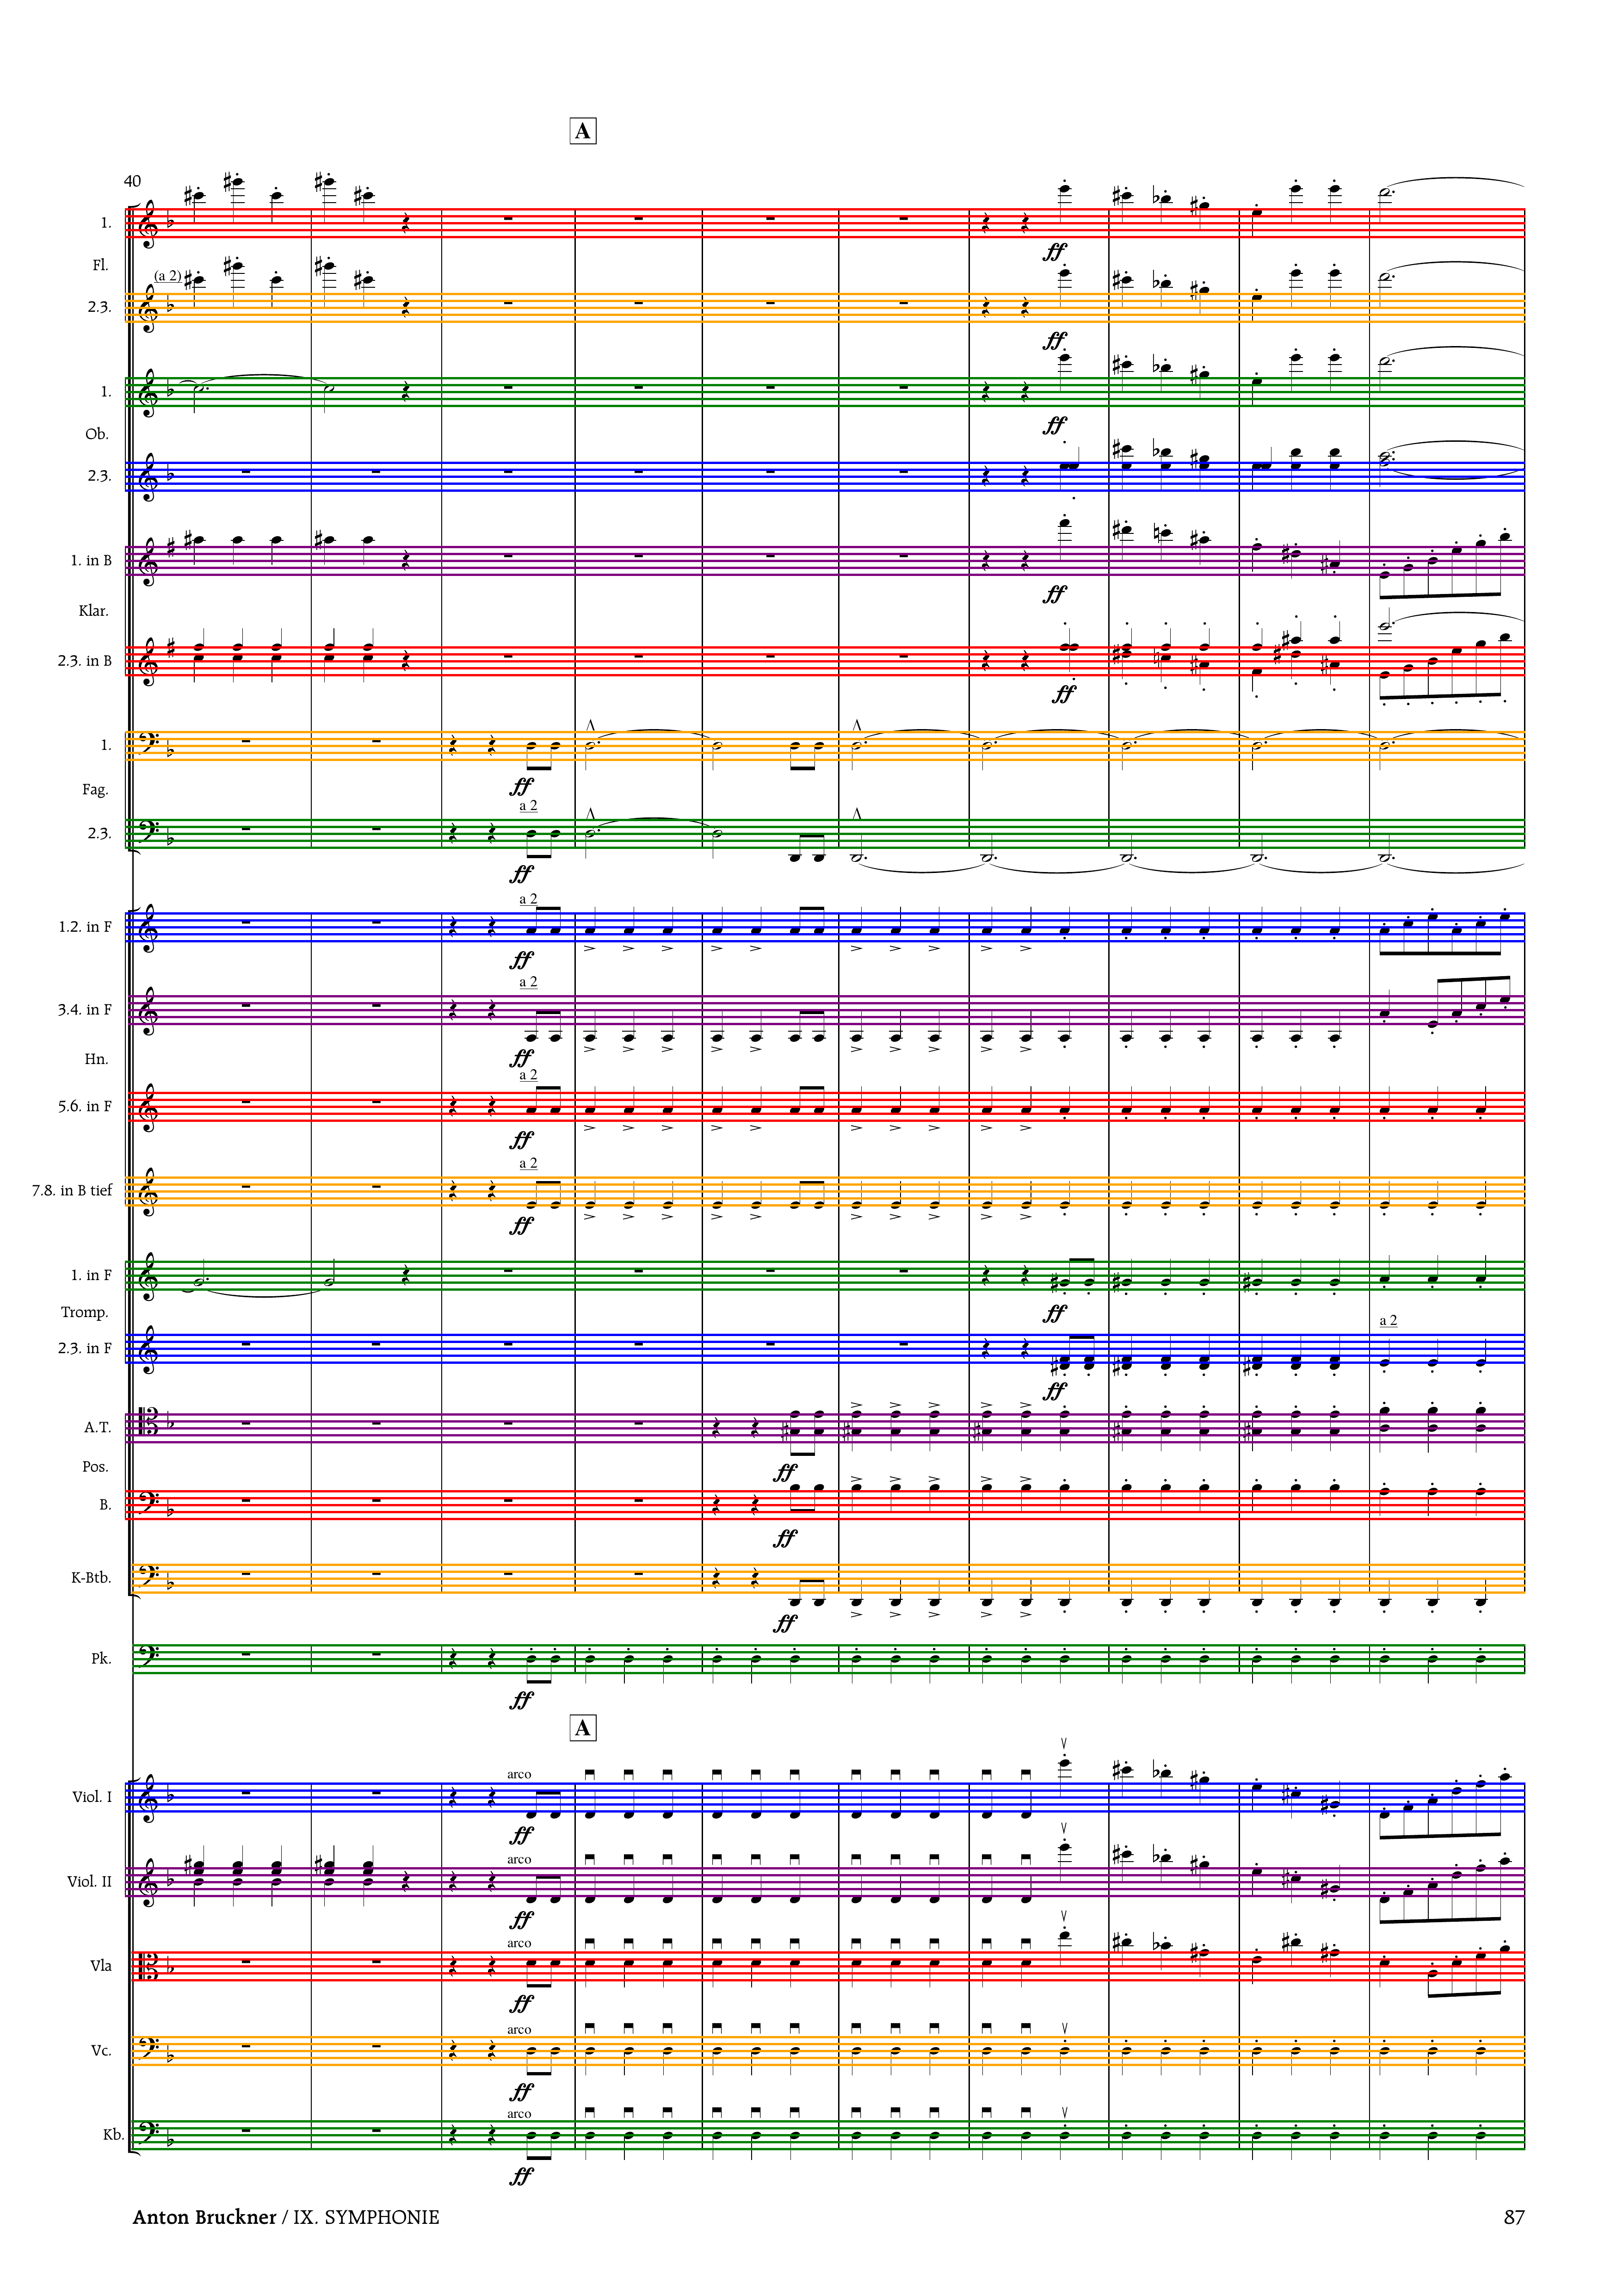 A
40
1.
Fl.
(a 2)
2.3.
ff
ff
1.
ff
Ob.
2.3.
1. in B
ff
Klar.
2.3. in B
ff
1.
ff
Fag.
a 2
2.3.
ff
a 2
1.2. in F
ff
a 2
3.4. in F
ff
Hn.
a 2
5.6. in F
ff
a 2
7.8. in B tief
ff
1. in F
ff
Tromp.
a 2
2.3. in F
ff
A.T.
ff
Pos.
B.
ff
K-Btb.
ff
Pk.
ff
A
arco
Viol. I
ff
arco
Viol. II
ff
arco
Vla
ff
arco
Vc.
ff
arco
Kb.
ff
Anton Bruckner / IX. SYMPHONIE 87